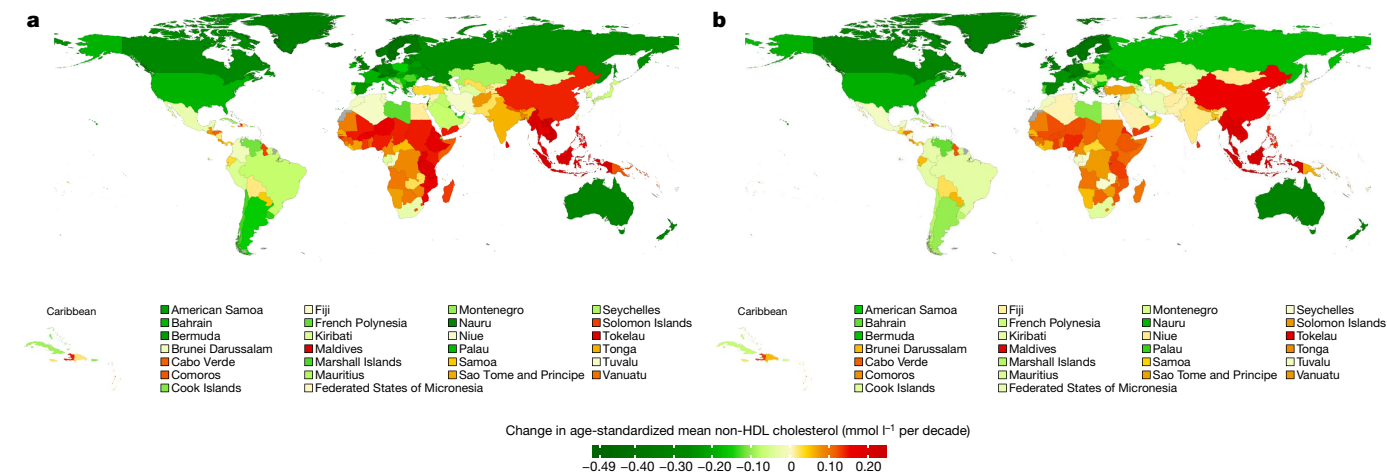 a
b
Caribbean
American Samoa
Bahrain
Bermuda
Brunei Darussalam
Cabo Verde
Comoros
Cook Islands
Fiji
French Polynesia
Kiribati
Maldives
Marshall Islands
Mauritius
Federated States of Micronesia
Montenegro
Nauru
Niue
Palau
Samoa
Sao Tome and Principe
Seychelles
Solomon Islands
Tokelau
Tonga
Tuvalu
Vanuatu
Caribbean
American Samoa
Bahrain
Bermuda
Brunei Darussalam
Cabo Verde
Comoros
Cook Islands
Fiji
French Polynesia
Kiribati
Maldives
Marshall Islands
Mauritius
Federated States of Micronesia
Montenegro
Nauru
Niue
Palau
Samoa
Sao Tome and Principe
Seychelles
Solomon Islands
Tokelau
Tonga
Tuvalu
Vanuatu
Change in age-standardized mean non-HDL cholesterol (mmol l⁻¹ per decade)
−0.49 −0.40 −0.30 −0.20 −0.10 0 0.10 0.20